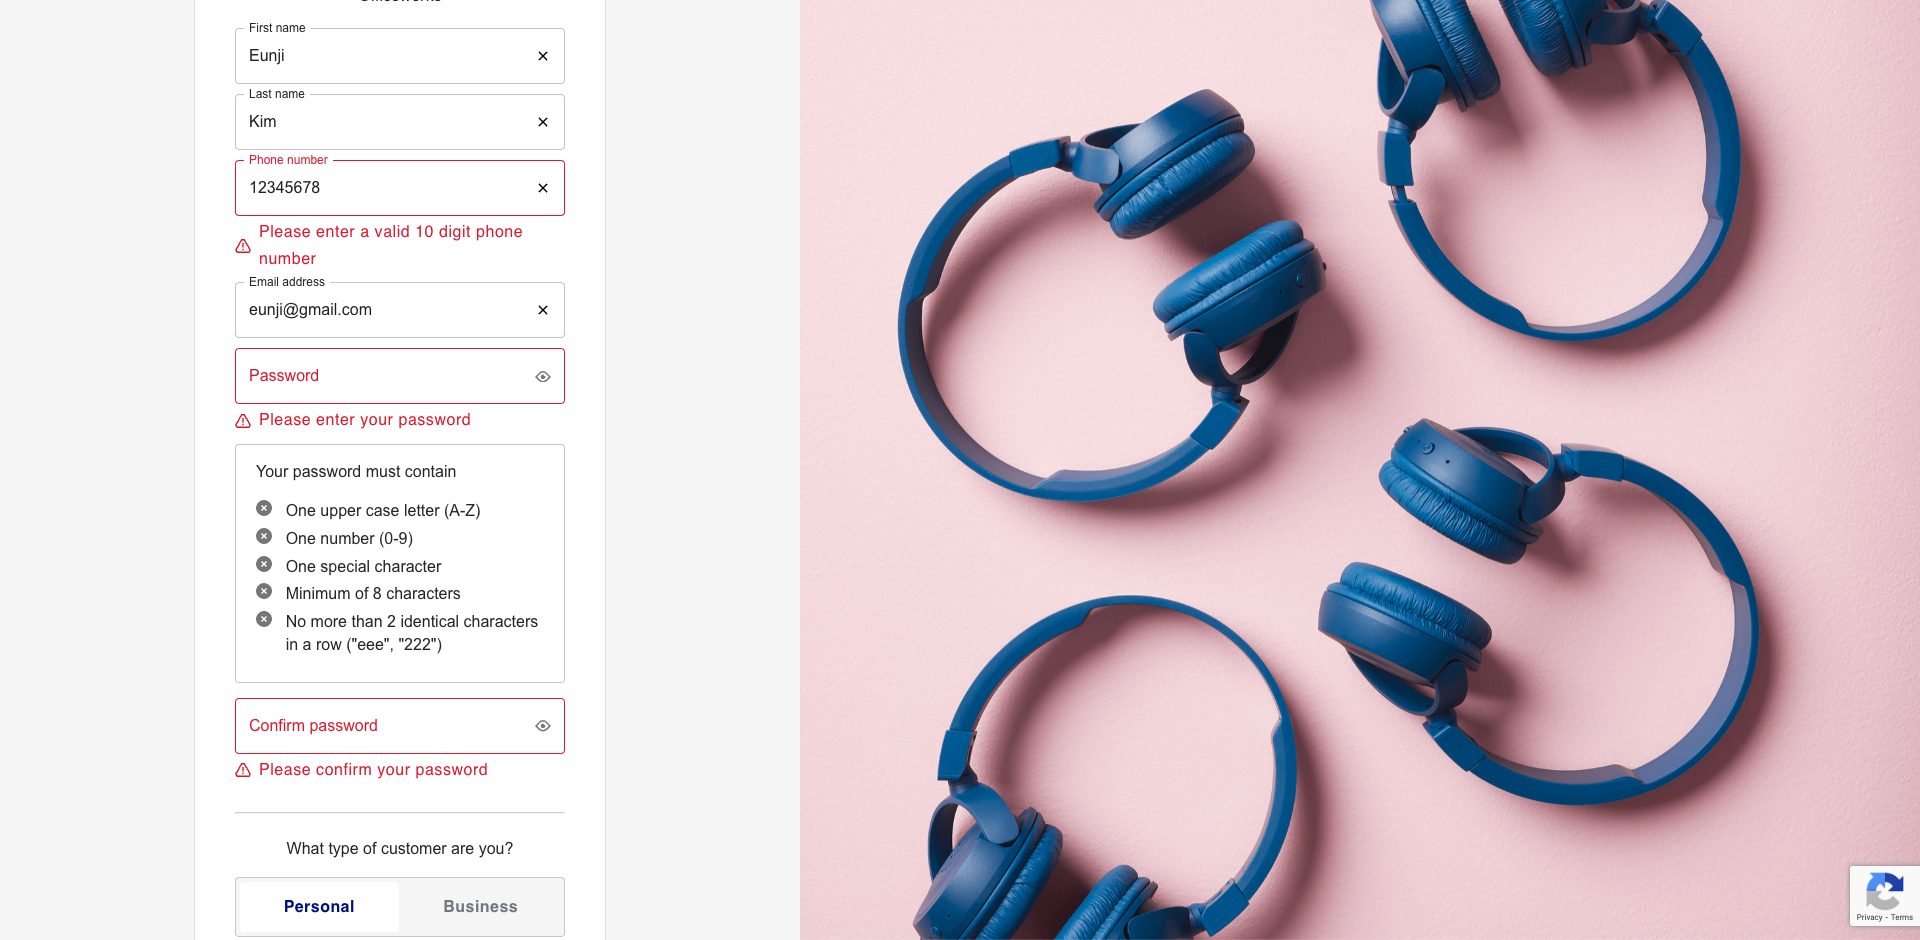 First name
Eunji
Last name
Kim
Phone number
12345678
Please enter a valid 10 digit phone
number
Email address
eunji@gmail.com
Password
Please enter your password
Your password must contain
One upper case letter (A-Z)
One number (0-9)
One special character
Minimum of 8 characters
No more than 2 identical characters
in a row ("eee", "222")
Confirm password
Please confirm your password
What type of customer are you?
Personal
Business
Privacy - Terms